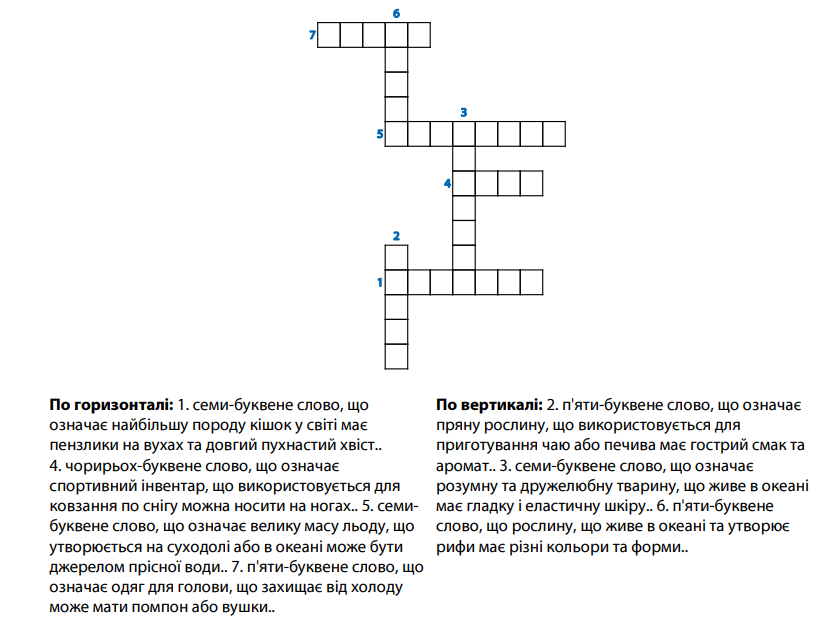 6
7
3
5
4
2
1
По горизонталі: 1. семи-буквене слово, що
означає найбільшу породу кішок у світі має
пензлики на вухах та довгий пухнастий хвіст..
4. чорирьох-буквене слово, що означає
спортивний інвентар, що використовується для
ковзання по снігу можна носити на ногах.. 5. семи-
буквене слово, що означає велику масу льоду, що
утворюється на суходолі або в океані може бути
джерелом прісної води.. 7. п'яти-буквене слово, що
означає одяг для голови, що захищає від холоду
може мати помпон або вушки..
По вертикалі: 2. п'яти-буквене слово, що означає
пряну рослину, що використовується для
приготування чаю або печива має гострий смак та
аромат.. 3. семи-буквене слово, що означає
розумну та дружелюбну тварину, що живе в океані
має гладку і еластичну шкіру.. 6. п'яти-буквене
слово, що рослину, що живе в океані та утворює
рифи має різні кольори та форми..